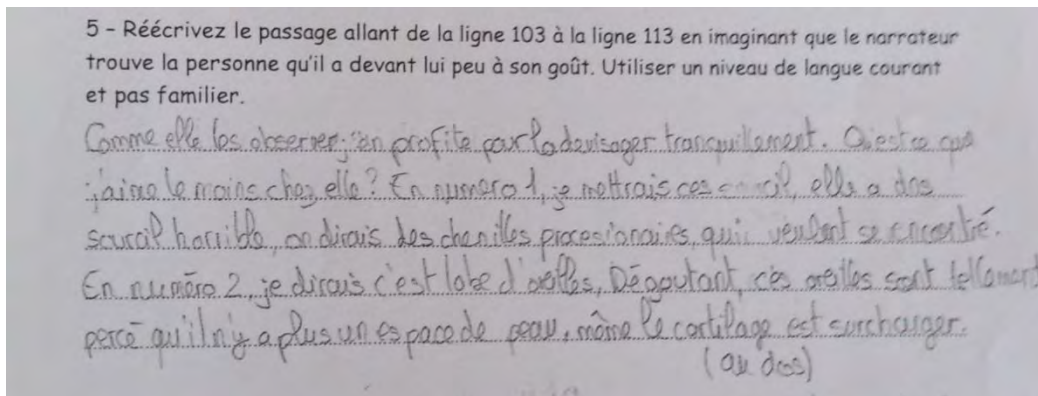 5 - Réécrivez le passage allant de la ligne 103 à la ligne 113 en imaginant que le narrateur
trouve la personne qu'il a devant lui peu à son goût. Utiliser un niveau de langue courant
et pas familier.
Comme elle les observer, j'en profite pour la devisager tranquillement. Qu'est ce que
j'aime le moins chez elle? En numero 1, je mettrais ces elle a des
sourcil horrible, on dirais des chenilles procesionaires, qui veulent se rencontré.
En numéro 2, je dirais c'est lobe d'oreilles, Dégoutant, ces oreilles sont tellement
percé qu'il n'y a plus un espace de peau, même le cartilage est surcharger.
(au dos)